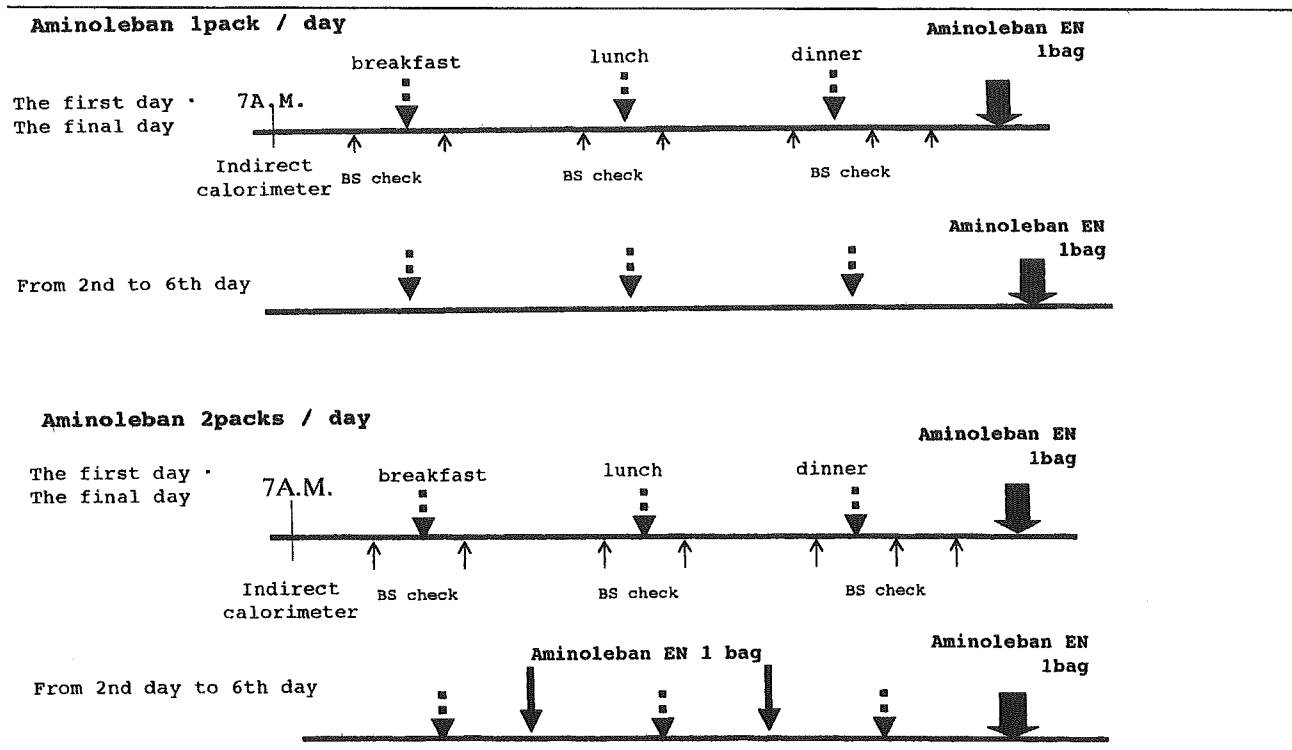 Aminoleban 1pack / day
Aminoleban EN
1bag
breakfast
lunch
dinner
The first day ·
The final day
7A.M.
Indirect
calorimeter
BS check
BS check
BS check
Aminoleban EN
1bag
From 2nd to 6th day
Aminoleban 2packs / day
Aminoleban EN
1bag
The first day ·
The final day
7A.M.
breakfast
lunch
dinner
Indirect
calorimeter
BS check
BS check
BS check
Aminoleban EN 1 bag
Aminoleban EN
1bag
From 2nd day to 6th day